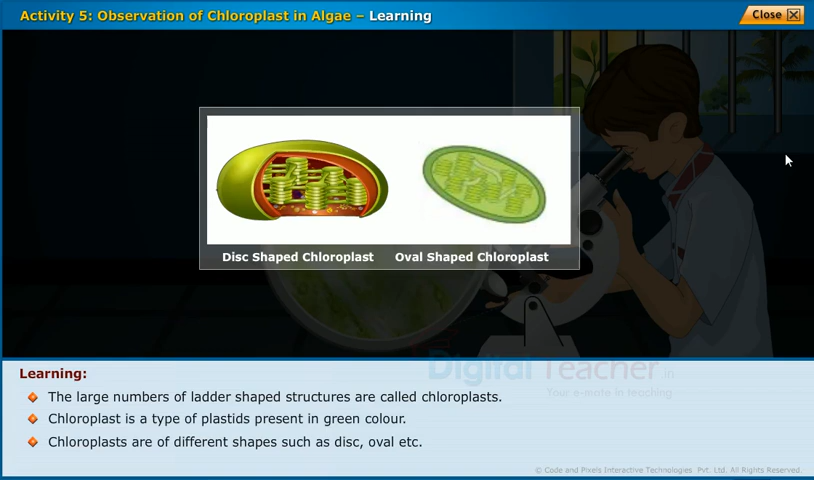 Activity 5: Observation of Chloroplast in Algae – Learning
Close
Disc Shaped Chloroplast
Oval Shaped Chloroplast
Digital Teacher.in
Your e-mate in teaching
Learning:
The large numbers of ladder shaped structures are called chloroplasts.
Chloroplast is a type of plastids present in green colour.
Chloroplasts are of different shapes such as disc, oval etc.
© Code and Pixels Interactive Technologies Pvt. Ltd. All Rights Reserved.